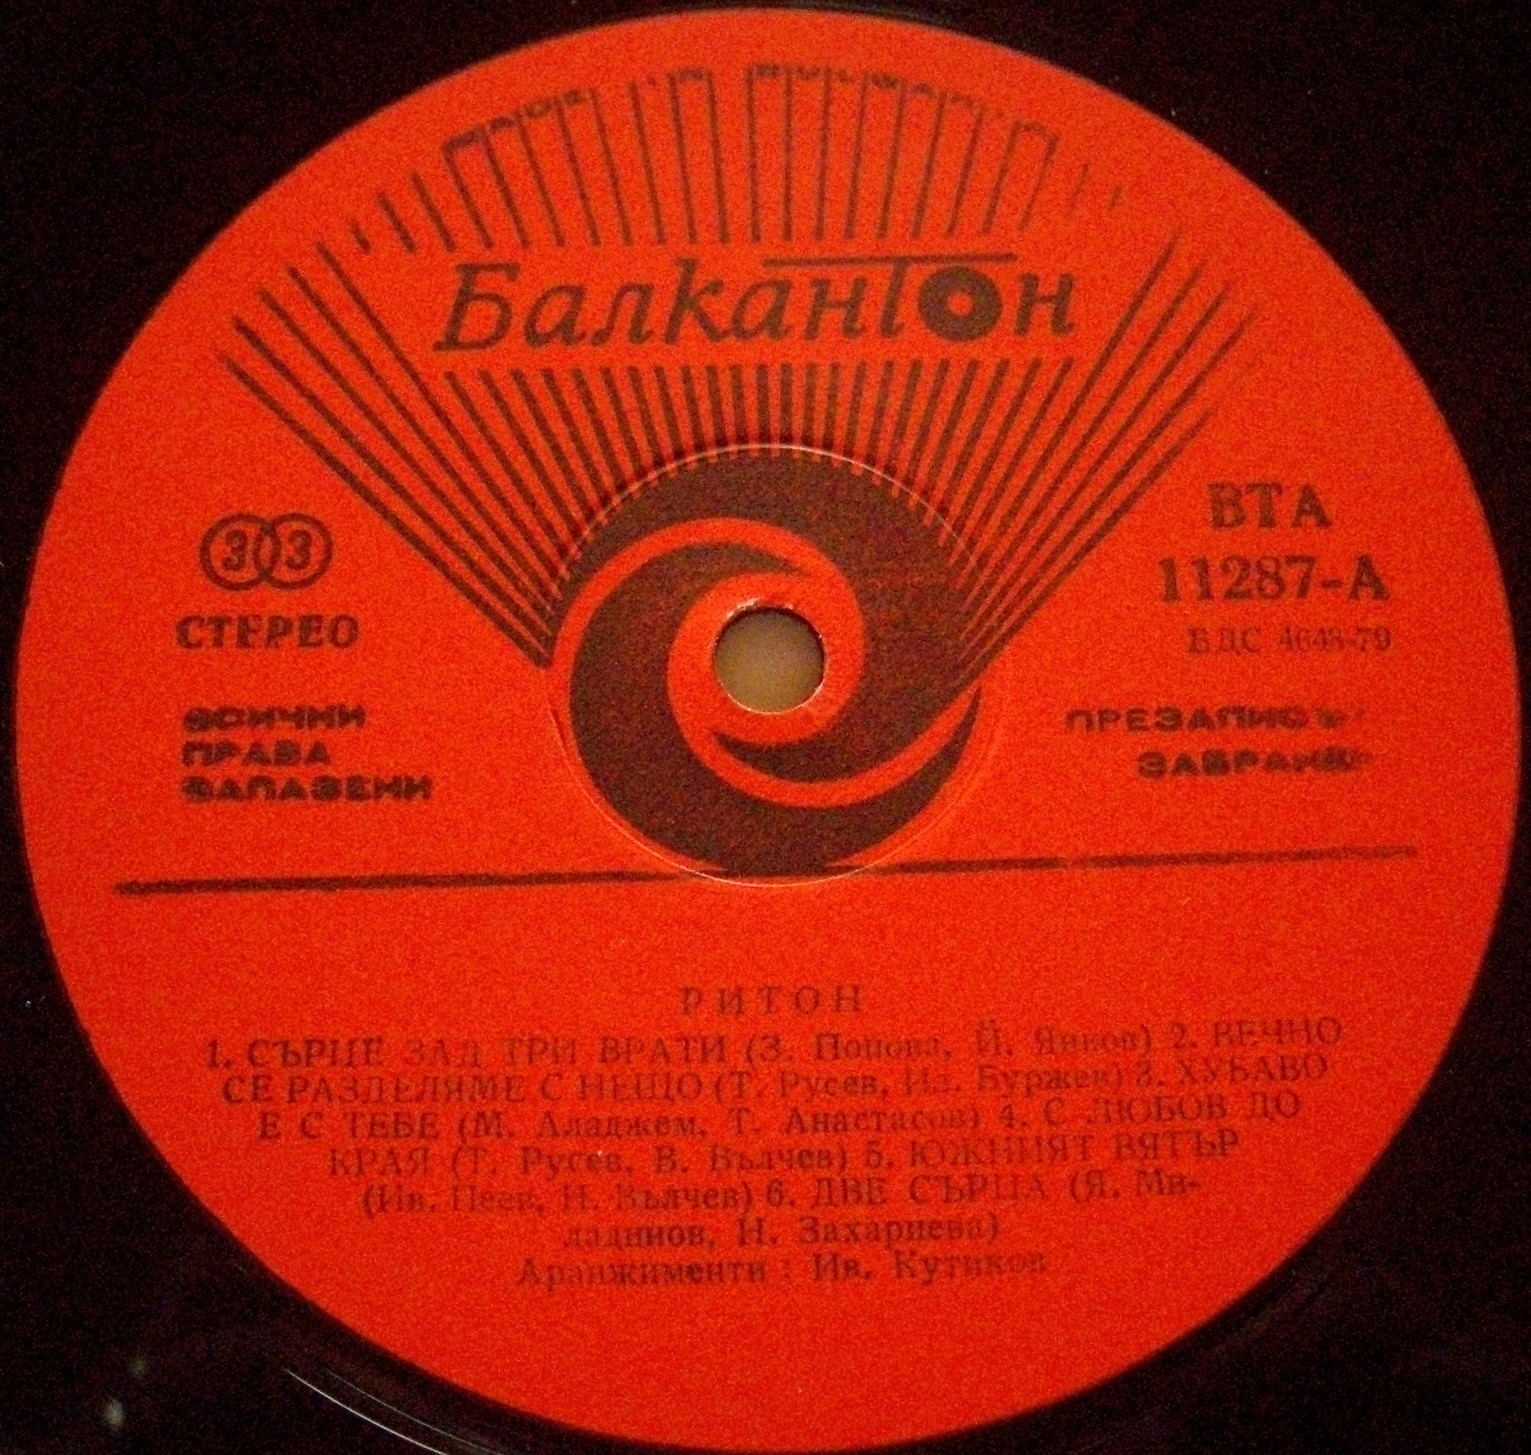 Балкантон
33
СТЕРЕО
ВСИЧКИ
ПРАВА
ЗАПАЗЕНИ
ВТА
11287-А
БДС 4648-79
ПРЕЗАПИСЪТ
ЗАБРАНЕН
РИТОН
1. СЪРЦЕ ЗАД ТРИ ВРАТИ (З. Попова, Й. Янков) 2. ВЕЧНО
СЕ РАЗДЕЛЯМЕ С НЕЩО (Т. Русев, Ил. Буржев) 3. ХУБАВО
Е С ТЕБЕ (М. Аладжем, Т. Анастасов) 4. С ЛЮБОВ ДО
КРАЯ (Т. Русев, В. Вълчев) 5. ЮЖНИЯТ ВЯТЪР
(Ив. Пеев, Н. Вълчев) 6. ДВЕ СЪРЦА (Я. Ми-
ладинов, Н. Захариева)
Аранжименти : Ив. Кутиков